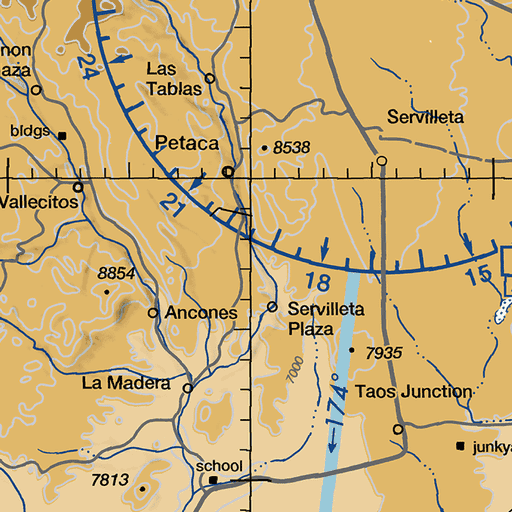 24
non
aza
Las
Tablas
bldgs
Petaca
8538
Servilleta
Vallecitos
21
8854
18
15
Ancones
Servilleta
Plaza
7000
7935
La Madera
174°
Taos Junction
school
7813
junky